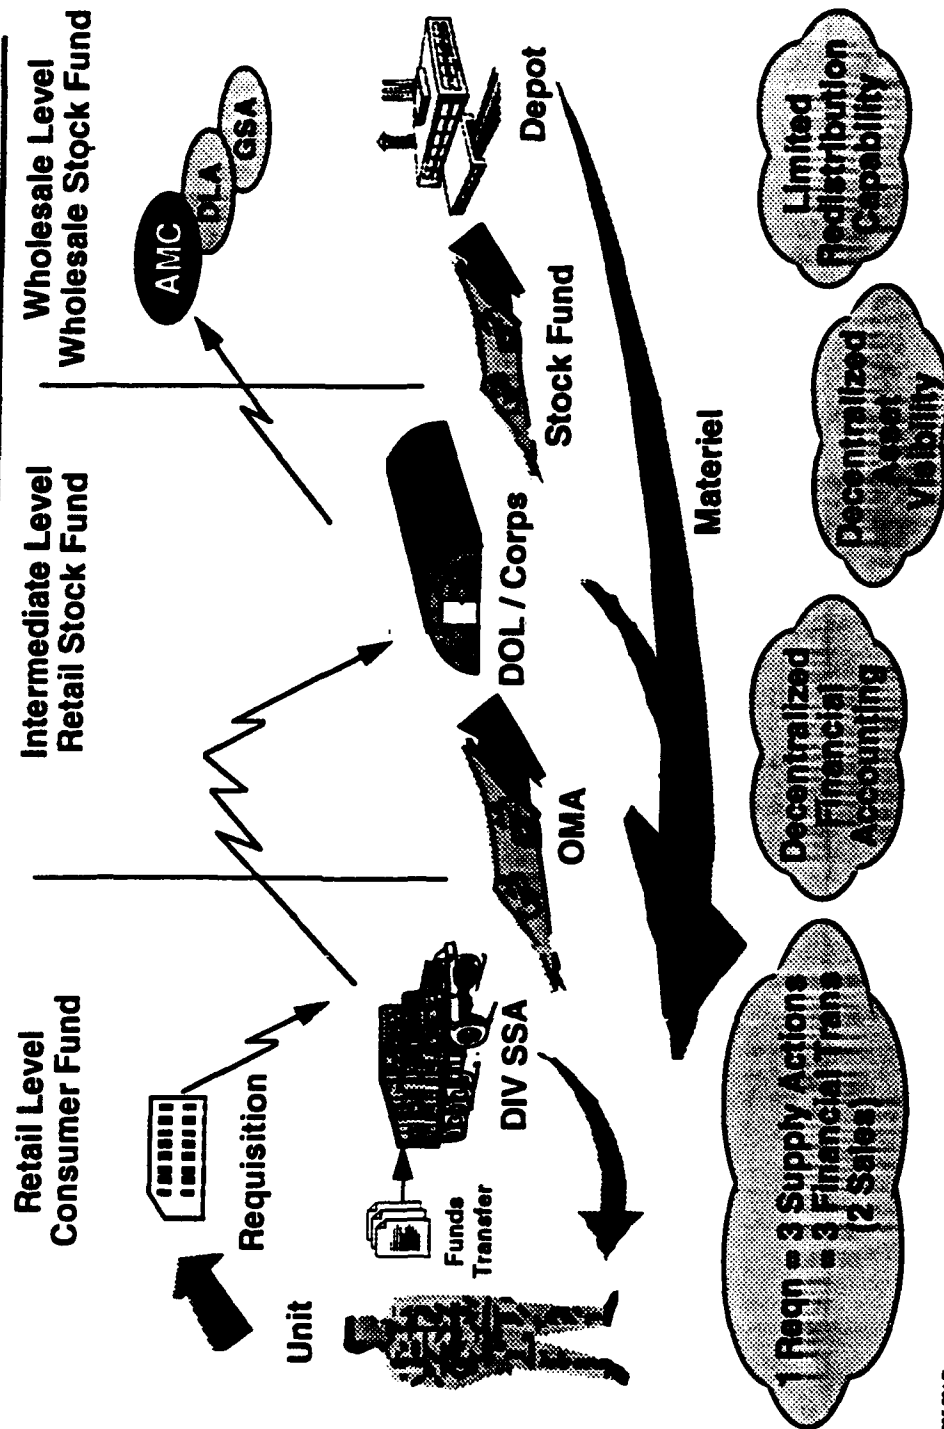 Retail Level
Consumer Fund
Intermediate Level
Retail Stock Fund
Wholesale Level
Wholesale Stock Fund
Requisition
AMC
DLA
GSA
Unit
Funds
Transfer
DIV SSA
OMA
DOL / Corps
Stock Fund
Depot
Materiel
1 Reqn = 3 Supply Actions
= 3 Financial Trans
(2 Sales)
Decentralized
Financial
Accounting
Decentralized
Asset
Visibility
Limited
Redistribution
Capability